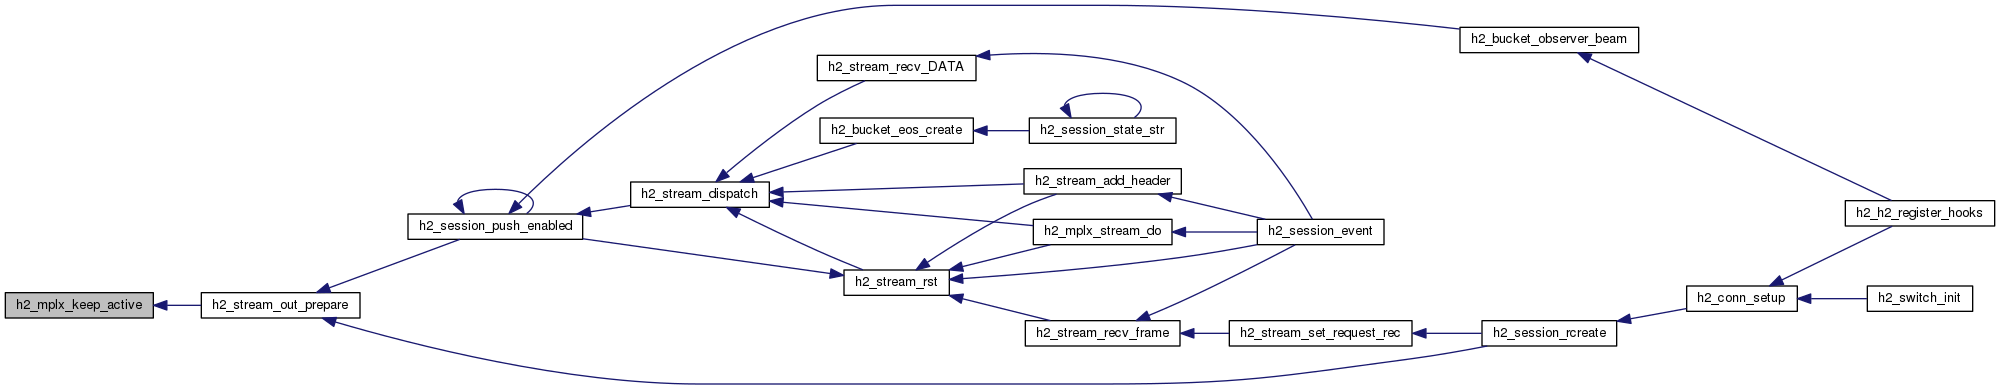 h2_bucket_observer_beam
h2_stream_recv_DATA
h2_bucket_eos_create
h2_session_state_str
h2_stream_add_header
h2_stream_dispatch
h2_h2_register_hooks
h2_session_push_enabled
h2_mplx_stream_do
h2_session_event
h2_stream_rst
h2_conn_setup
h2_switch_init
h2_mplx_keep_active
h2_stream_out_prepare
h2_stream_recv_frame
h2_stream_set_request_rec
h2_session_rcreate